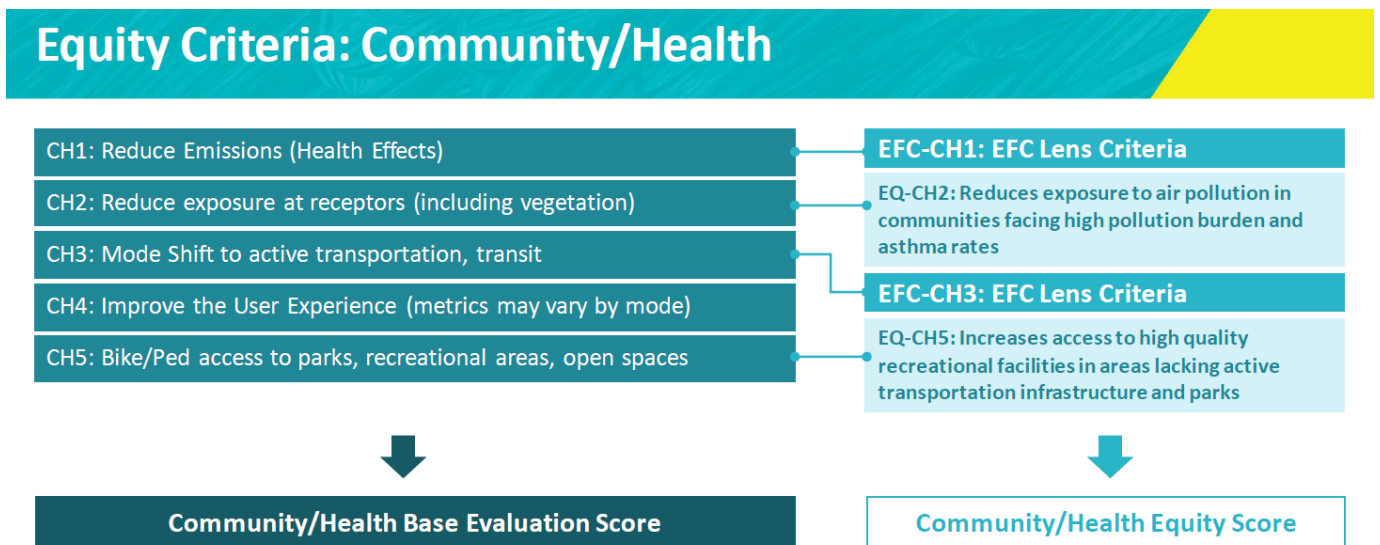 Equity Criteria: Community/Health
CH1: Reduce Emissions (Health Effects)
CH2: Reduce exposure at receptors (including vegetation)
CH3: Mode Shift to active transportation, transit
CH4: Improve the User Experience (metrics may vary by mode)
CH5: Bike/Ped access to parks, recreational areas, open spaces
Community/Health Base Evaluation Score
EFC-CH1: EFC Lens Criteria
EQ-CH2: Reduces exposure to air pollution in
communities facing high pollution burden and
asthma rates
EFC-CH3: EFC Lens Criteria
EQ-CH5: Increases access to high quality
recreational facilities in areas lacking active
transportation infrastructure and parks
Community/Health Equity Score